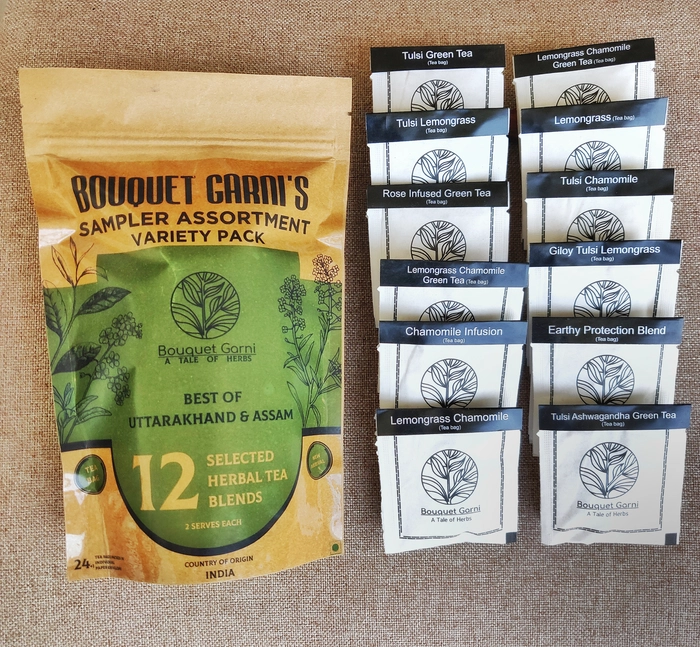 BOUQUET GARNI'S
SAMPLER ASSORTMENT
VARIETY PACK
Bouquet Garni
A TALE OF HERBS
BEST OF
UTTARAKHAND & ASSAM
12
SELECTED
HERBAL TEA
BLENDS
2 SERVES EACH
24
COUNTRY OF ORIGIN
INDIA
Tulsi Green Tea
(Tea bag)
Tulsi Lemongrass
(Tea bag)
Rose Infused Green Tea
(Tea bag)
Lemongrass Chamomile
Green Tea (Tea bag)
Chamomile Infusion
(Tea bag)
Lemongrass Chamomile
(Tea bag)
Bouquet Garni
A Tale of Herbs
Lemongrass Chamomile
Green Tea (Tea bag)
Lemongrass (Tea bag)
Tulsi Chamomile
(Tea bag)
Giloy Tulsi Lemongrass
(Tea bag)
Earthy Protection Blend
(Tea bag)
Tulsi Ashwagandha Green Tea
(Tea bag)
Bouquet Garni
A Tale of Herbs